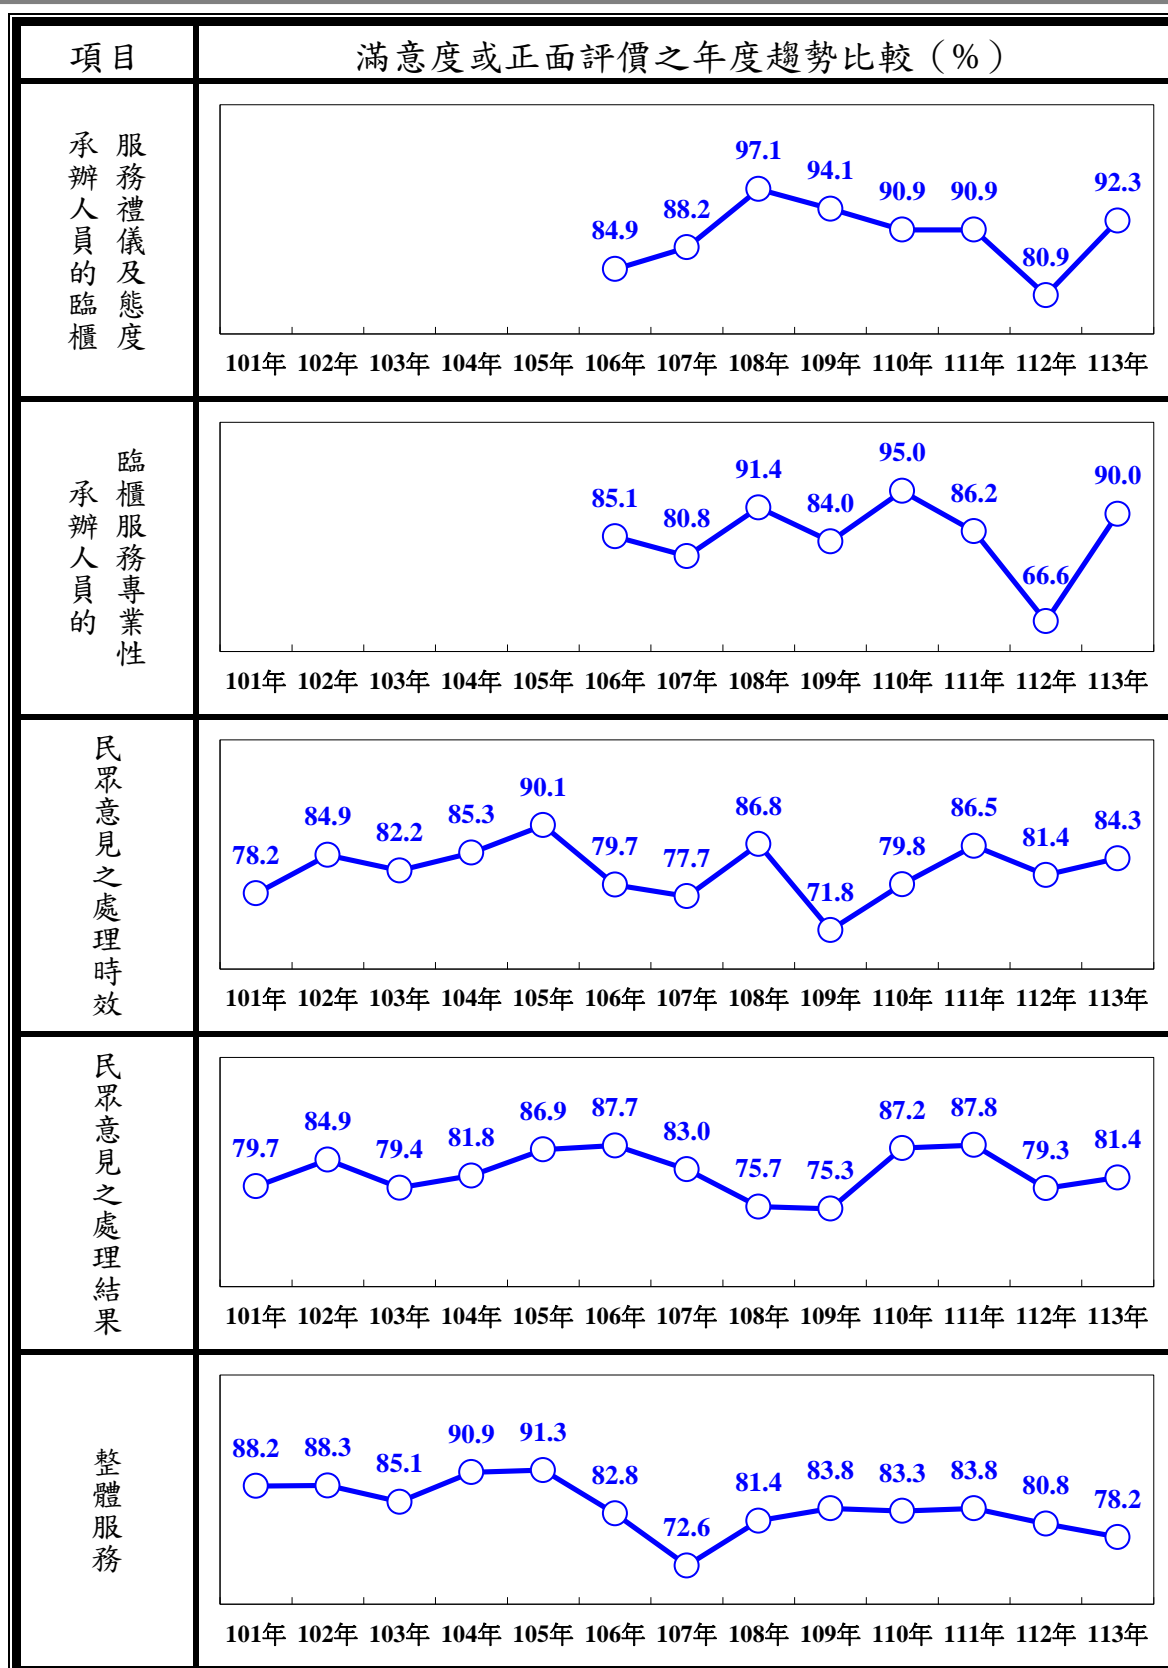 項目
滿意度或正面評價之年度趨勢比較（%）
承辦人員的臨櫃
服務禮儀及態度
84.9 88.2 97.1 94.1 90.9 90.9 80.9 92.3
101年 102年 103年 104年 105年 106年 107年 108年 109年 110年 111年 112年 113年
承辦人員的
臨櫃服務專業性
85.1 80.8 91.4 84.0 95.0 86.2 66.6 90.0
101年 102年 103年 104年 105年 106年 107年 108年 109年 110年 111年 112年 113年
民眾意見之處理時效
78.2 84.9 82.2 85.3 90.1 79.7 77.7 86.8 71.8 79.8 86.5 81.4 84.3
101年 102年 103年 104年 105年 106年 107年 108年 109年 110年 111年 112年 113年
民眾意見之處理結果
79.7 84.9 79.4 81.8 86.9 87.7 83.0 75.7 75.3 87.2 87.8 79.3 81.4
101年 102年 103年 104年 105年 106年 107年 108年 109年 110年 111年 112年 113年
整體服務
88.2 88.3 85.1 90.9 91.3 82.8 72.6 81.4 83.8 83.3 83.8 80.8 78.2
101年 102年 103年 104年 105年 106年 107年 108年 109年 110年 111年 112年 113年